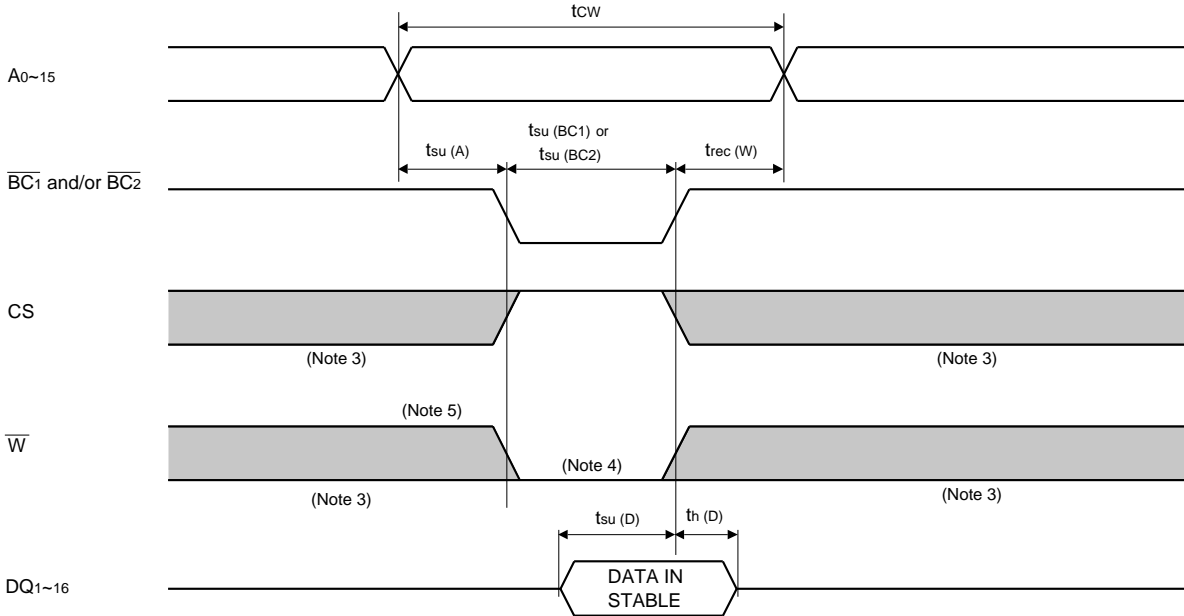 tCW
A0~15
tsu (BC1) or
tsu (BC2)
tsu (A)
trec (W)
BC1 and/or BC2
CS
(Note 3)
(Note 3)
(Note 5)
W
(Note 4)
(Note 3)
(Note 3)
tsu (D)
th (D)
DQ1~16
DATA IN
STABLE